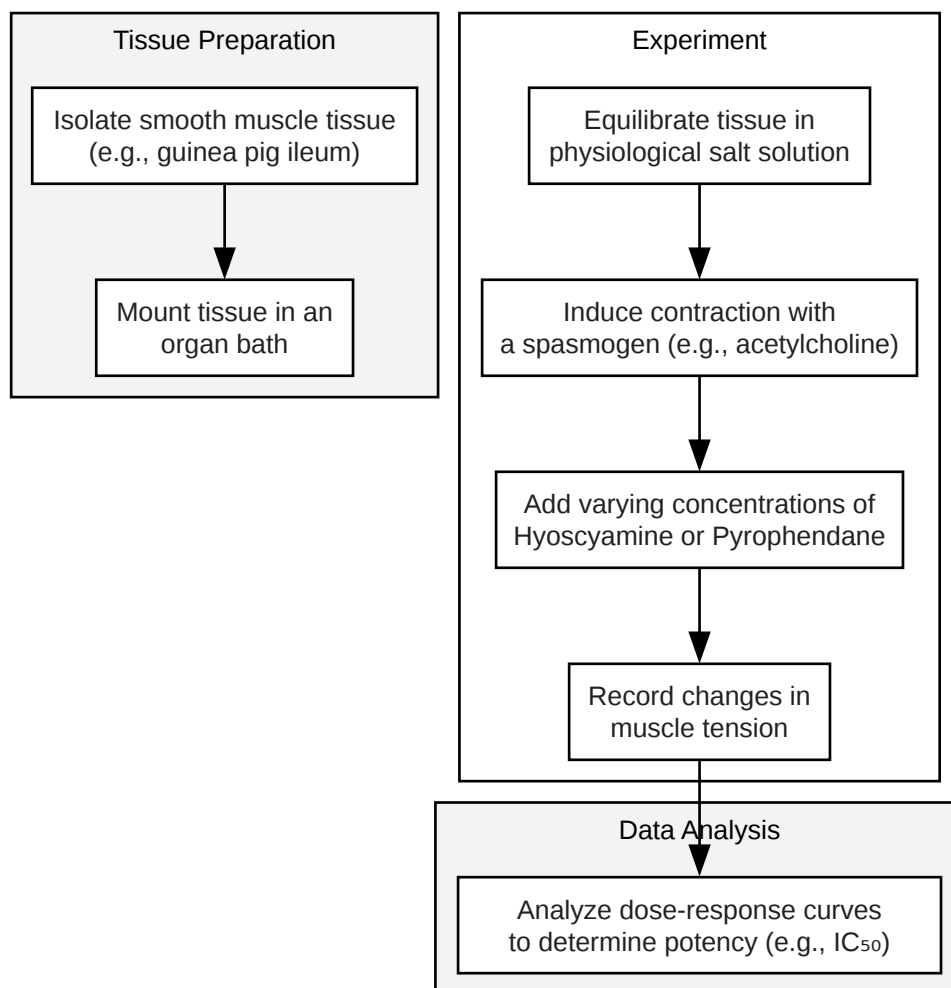 Tissue Preparation
Isolate smooth muscle tissue
(e.g., guinea pig ileum)
Mount tissue in an
organ bath
Experiment
Equilibrate tissue in
physiological salt solution
Induce contraction with
a spasmogen (e.g., acetylcholine)
Add varying concentrations of
Hyoscyamine or Pyrophendane
Record changes in
muscle tension
Data Analysis
Analyze dose-response curves
to determine potency (e.g., IC₅₀)